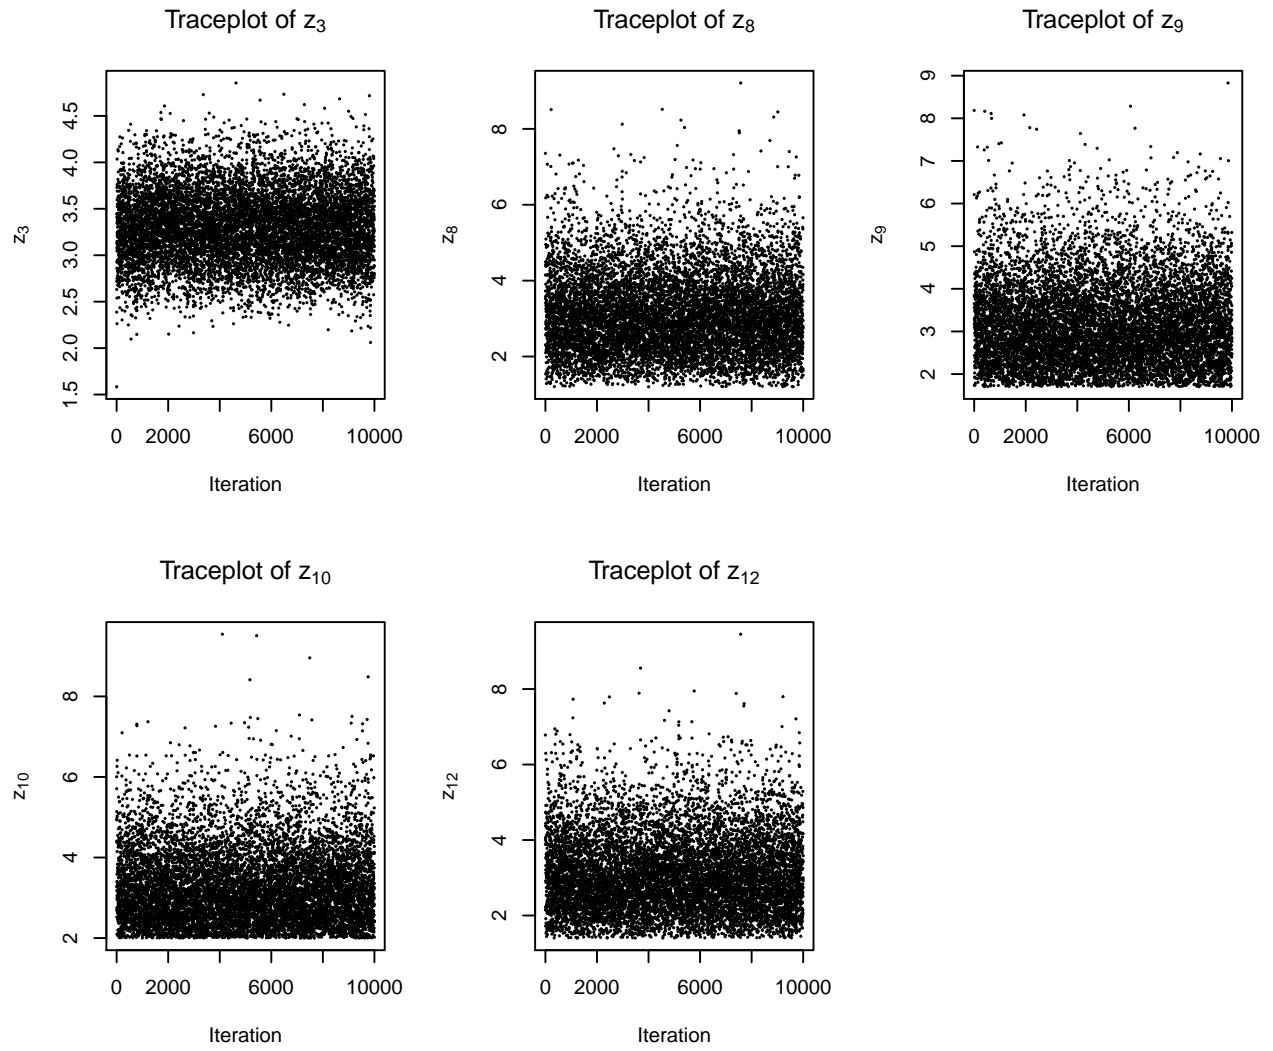 Traceplot of z3
4.5
4.0
3.5
3.0
2.5
2.0
1.5
z3
0 2000 6000 10000
Iteration
Traceplot of z8
8
6
4
2
z8
0 2000 6000 10000
Iteration
Traceplot of z9
9
8
7
6
5
4
3
2
z9
0 2000 6000 10000
Iteration
Traceplot of z10
8
6
4
2
z10
0 2000 6000 10000
Iteration
Traceplot of z12
8
6
4
2
z12
0 2000 6000 10000
Iteration